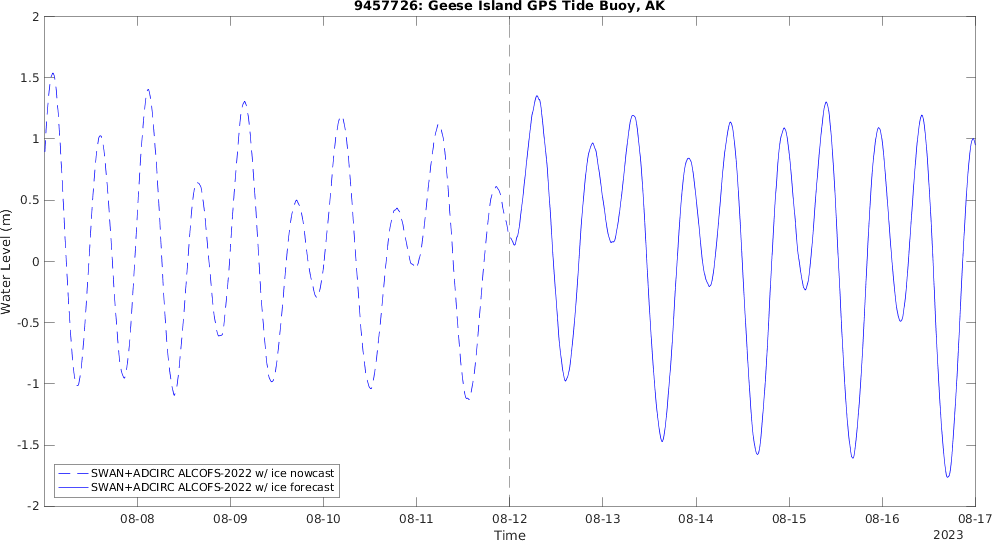 9457726: Geese Island GPS Tide Buoy, AK
2
1.5
1
0.5
0
-0.5
-1
-1.5
-2
Water Level (m)
SWAN+ADCIRC ALCOFS-2022 w/ ice nowcast
SWAN+ADCIRC ALCOFS-2022 w/ ice forecast
08-08 08-09 08-10 08-11 08-12 08-13 08-14 08-15 08-16 08-17
Time
2023